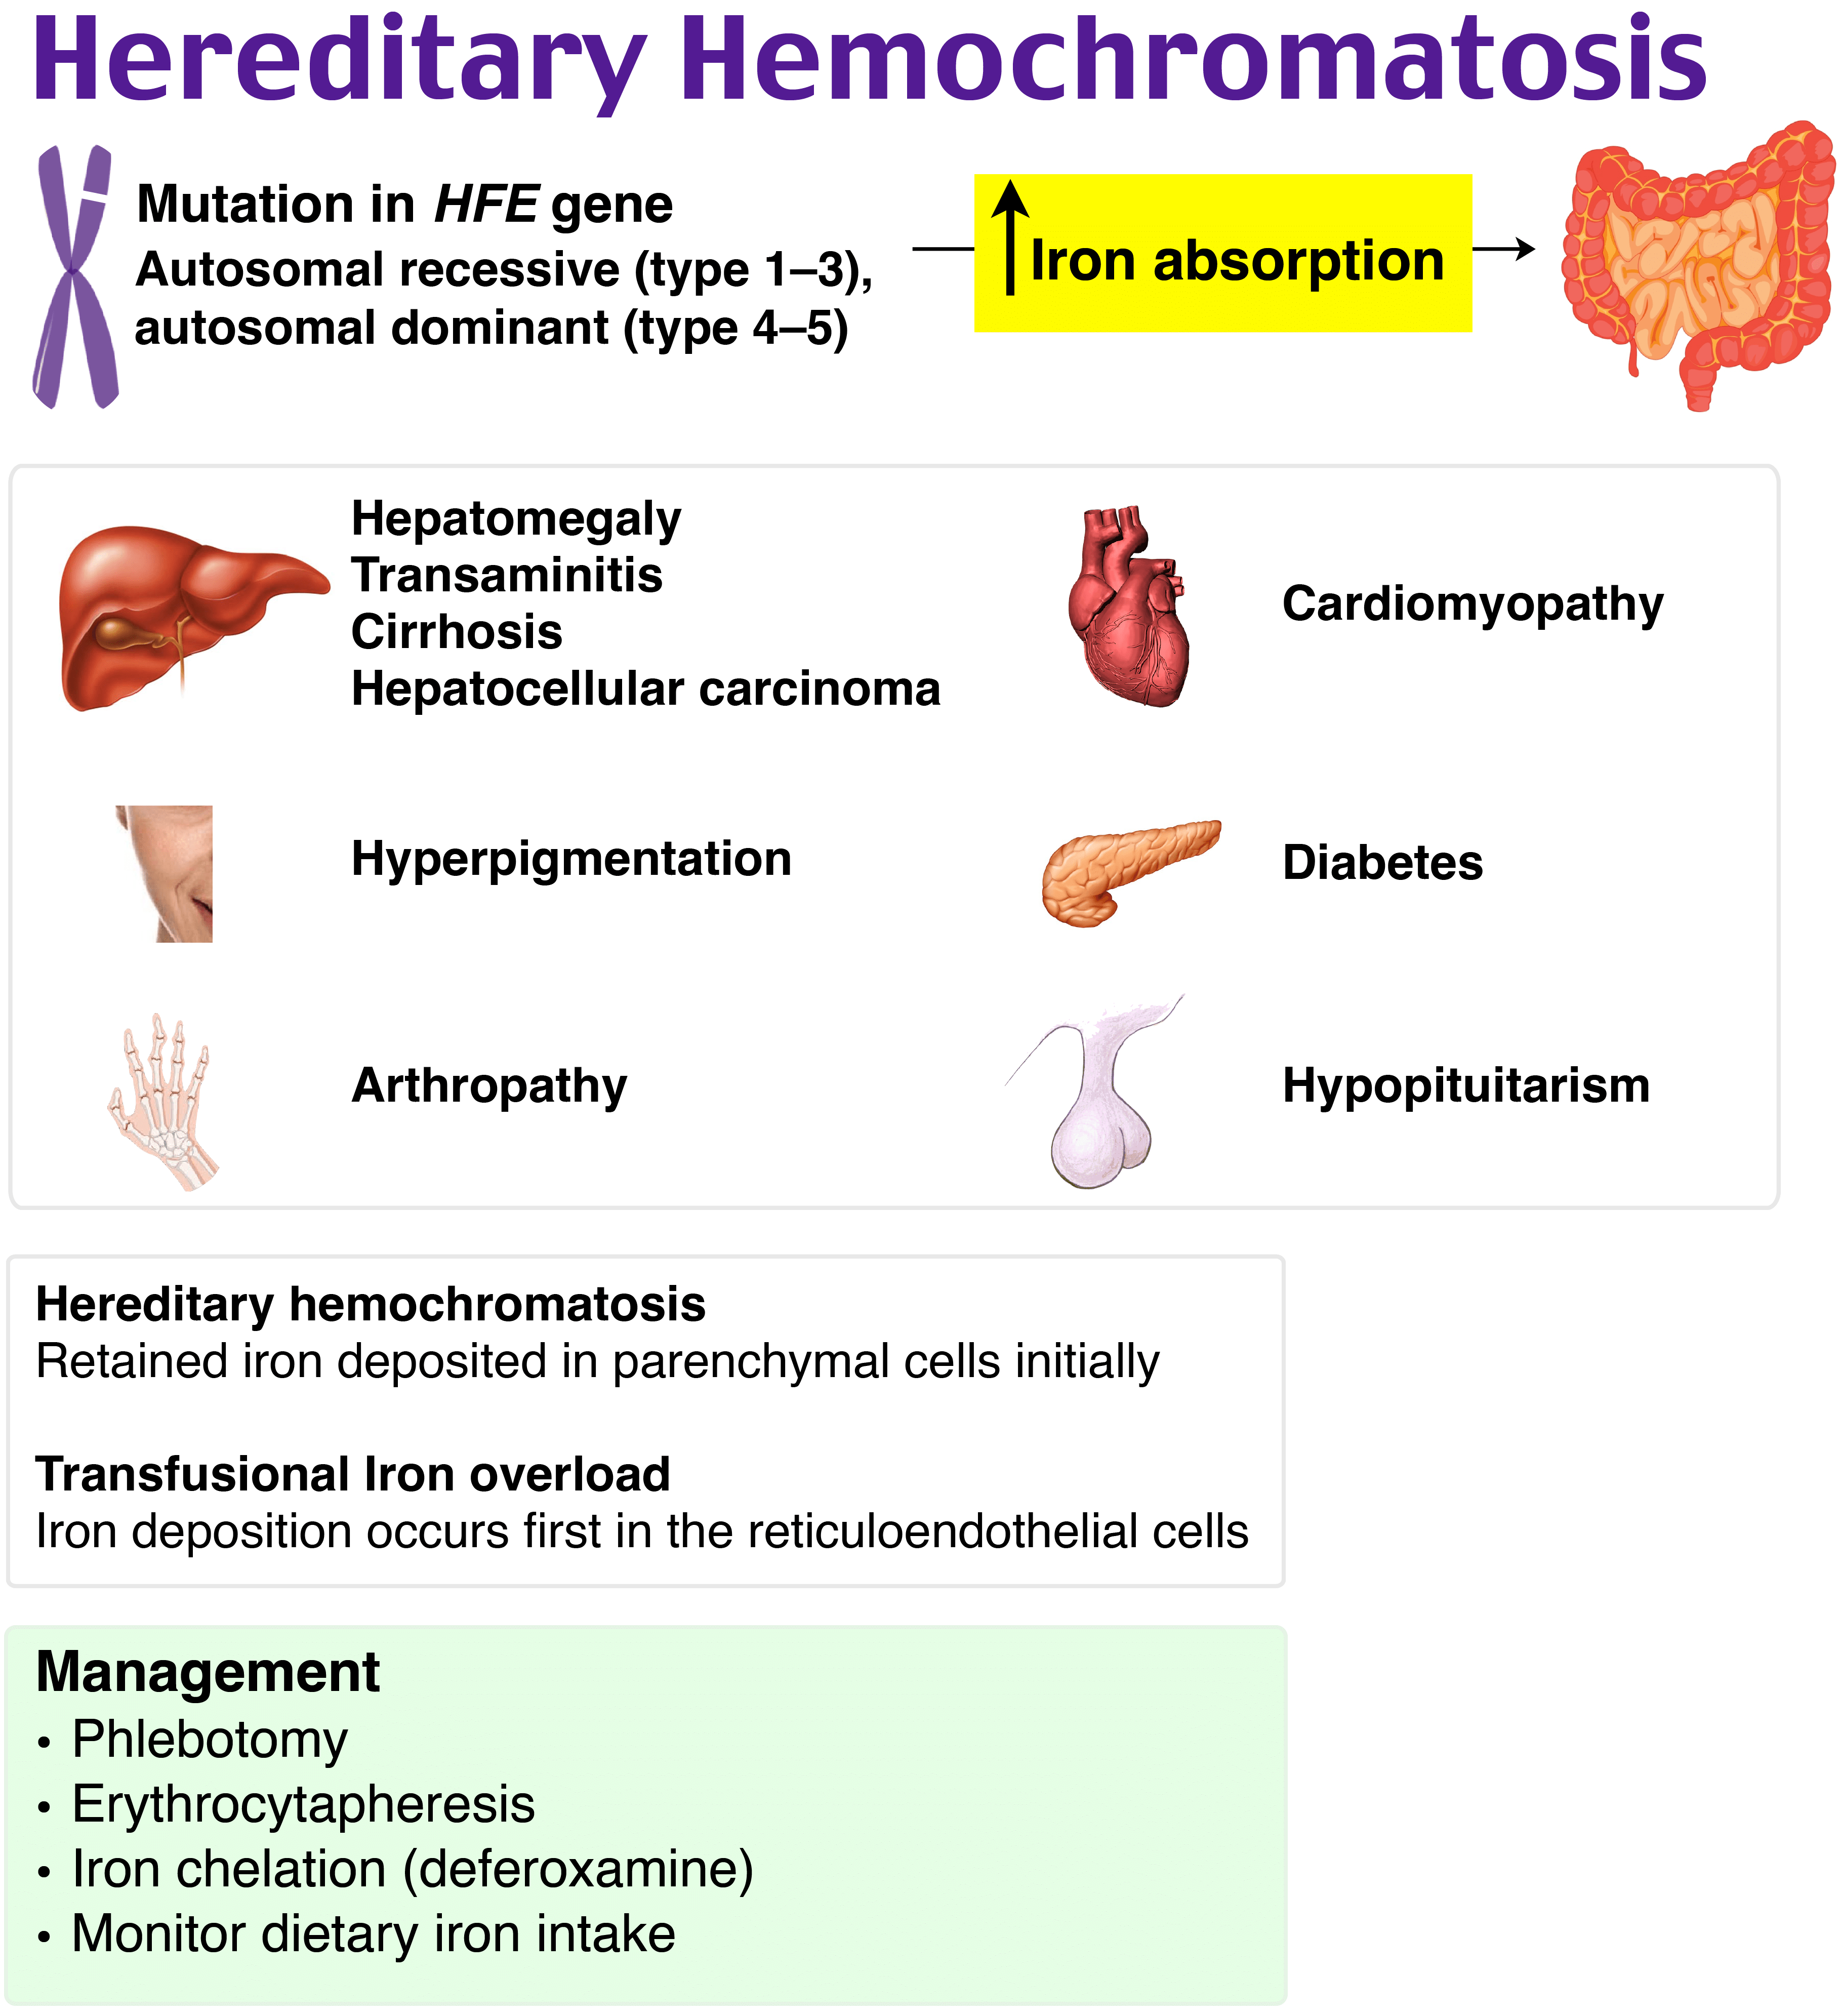 Hereditary Hemochromatosis
Mutation in HFE gene
Autosomal recessive (type 1–3),
autosomal dominant (type 4–5)
Iron absorption
Hepatomegaly
Transaminitis
Cirrhosis
Hepatocellular carcinoma
Cardiomyopathy
Hyperpigmentation
Diabetes
Arthropathy
Hypopituitarism
Hereditary hemochromatosis
Retained iron deposited in parenchymal cells initially
Transfusional Iron overload
Iron deposition occurs first in the reticuloendothelial cells
Management
• Phlebotomy
• Erythrocytapheresis
• Iron chelation (deferoxamine)
• Monitor dietary iron intake